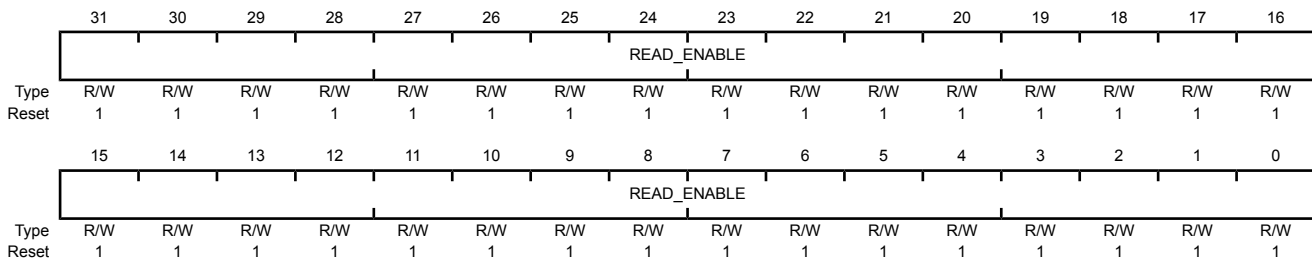 31 30 29 28 27 26 25 24 23 22 21 20 19 18 17 16
READ_ENABLE
Type R/W R/W R/W R/W R/W R/W R/W R/W R/W R/W R/W R/W R/W R/W R/W R/W
Reset 1 1 1 1 1 1 1 1 1 1 1 1 1 1 1 1
15 14 13 12 11 10 9 8 7 6 5 4 3 2 1 0
READ_ENABLE
Type R/W R/W R/W R/W R/W R/W R/W R/W R/W R/W R/W R/W R/W R/W R/W R/W
Reset 1 1 1 1 1 1 1 1 1 1 1 1 1 1 1 1